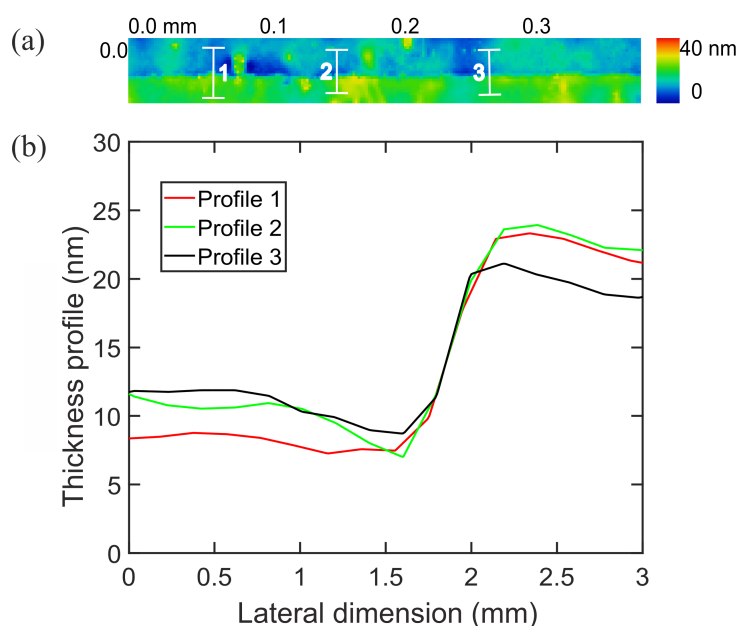 (a)
0.0 mm 0.1 0.2 0.3
0.0
1
2
3
40 nm
0
(b)
30
25
20
15
10
5
0
Thickness profile (nm)
Profile 1
Profile 2
Profile 3
0 0.5 1 1.5 2 2.5 3
Lateral dimension (mm)